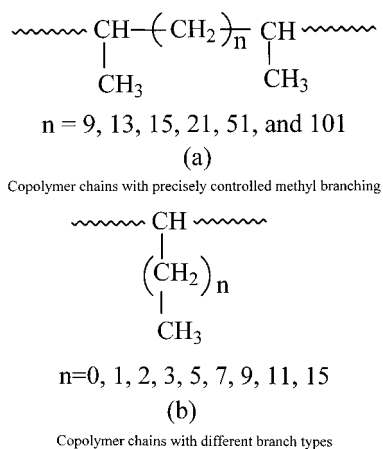 CH—(CH₂)n—CH
CH₃ CH₃
n = 9, 13, 15, 21, 51, and 101
(a)
Copolymer chains with precisely controlled methyl branching
CH
(CH₂)n
CH₃
n=0, 1, 2, 3, 5, 7, 9, 11, 15
(b)
Copolymer chains with different branch types